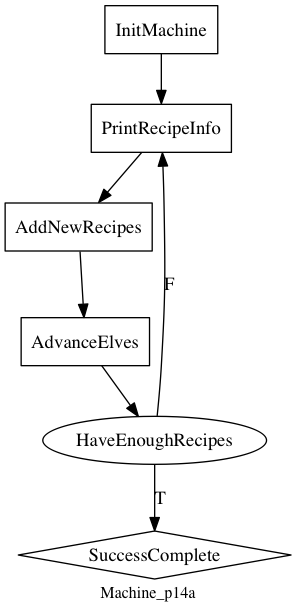 InitMachine
PrintRecipeInfo
AddNewRecipes
F
AdvanceElves
HaveEnoughRecipes
T
SuccessComplete
Machine_p14a